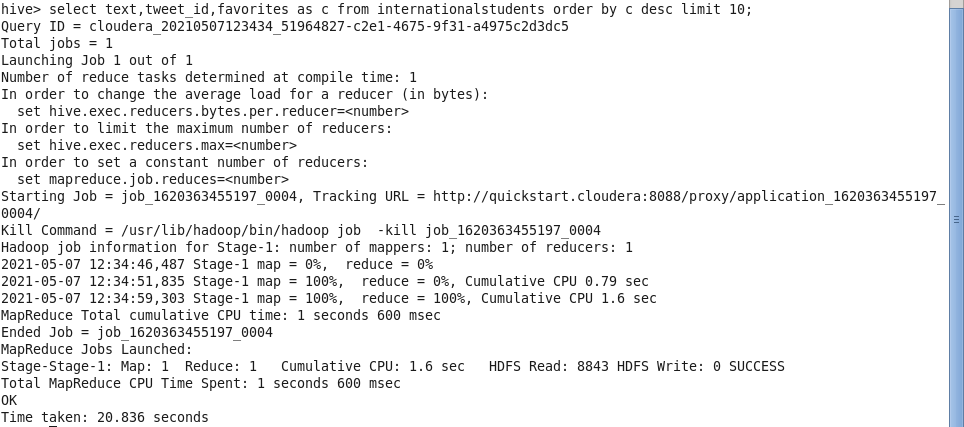 hive> select text,tweet_id,favorites as c from internationalstudents order by c desc limit 10;
Query ID = cloudera_20210507123434_51964827-c2e1-4675-9f31-a4975c2d3dc5
Total jobs = 1
Launching Job 1 out of 1
Number of reduce tasks determined at compile time: 1
In order to change the average load for a reducer (in bytes):
  set hive.exec.reducers.bytes.per.reducer=<number>
In order to limit the maximum number of reducers:
  set hive.exec.reducers.max=<number>
In order to set a constant number of reducers:
  set mapreduce.job.reduces=<number>
Starting Job = job_1620363455197_0004, Tracking URL = http://quickstart.cloudera:8088/proxy/application_1620363455197_
0004/
Kill Command = /usr/lib/hadoop/bin/hadoop job  -kill job_1620363455197_0004
Hadoop job information for Stage-1: number of mappers: 1; number of reducers: 1
2021-05-07 12:34:46,487 Stage-1 map = 0%,  reduce = 0%
2021-05-07 12:34:51,835 Stage-1 map = 100%,  reduce = 0%, Cumulative CPU 0.79 sec
2021-05-07 12:34:59,303 Stage-1 map = 100%,  reduce = 100%, Cumulative CPU 1.6 sec
MapReduce Total cumulative CPU time: 1 seconds 600 msec
Ended Job = job_1620363455197_0004
MapReduce Jobs Launched:
Stage-Stage-1: Map: 1  Reduce: 1   Cumulative CPU: 1.6 sec   HDFS Read: 8843 HDFS Write: 0 SUCCESS
Total MapReduce CPU Time Spent: 1 seconds 600 msec
OK
Time taken: 20.836 seconds